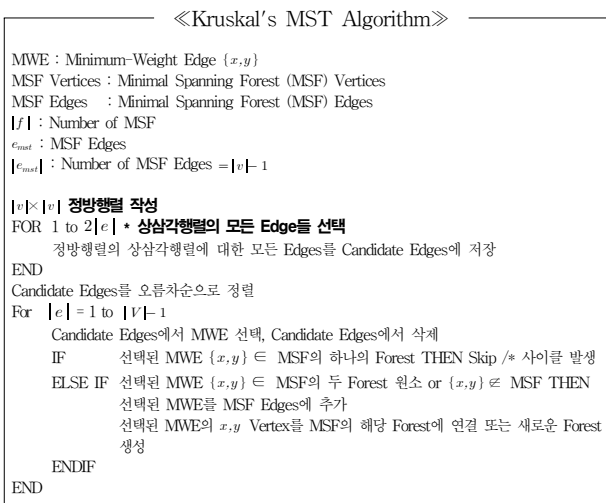 ≪Kruskal's MST Algorithm≫
MWE : Minimum-Weight Edge {x,y}
MSF Vertices : Minimal Spanning Forest (MSF) Vertices
MSF Edges : Minimal Spanning Forest (MSF) Edges
|f| : Number of MSF
e_mst : MSF Edges
|e_mst| : Number of MSF Edges =|v|-1
|v|×|v| 정방행렬 작성
FOR 1 to 2|e| * 상삼각행렬의 모든 Edge들 선택
정방행렬의 상삼각행렬에 대한 모든 Edges를 Candidate Edges에 저장
END
Candidate Edges를 오름차순으로 정렬
For |e| = 1 to |V|-1
Candidate Edges에서 MWE 선택, Candidate Edges에서 삭제
IF 선택된 MWE {x,y} ∈ MSF의 하나의 Forest THEN Skip /* 사이클 발생
ELSE IF 선택된 MWE {x,y} ∈ MSF의 두 Forest 원소 or {x,y} ∉ MSF THEN
선택된 MWE를 MSF Edges에 추가
선택된 MWE의 x,y Vertex를 MSF의 해당 Forest에 연결 또는 새로운 Forest
생성
ENDIF
END